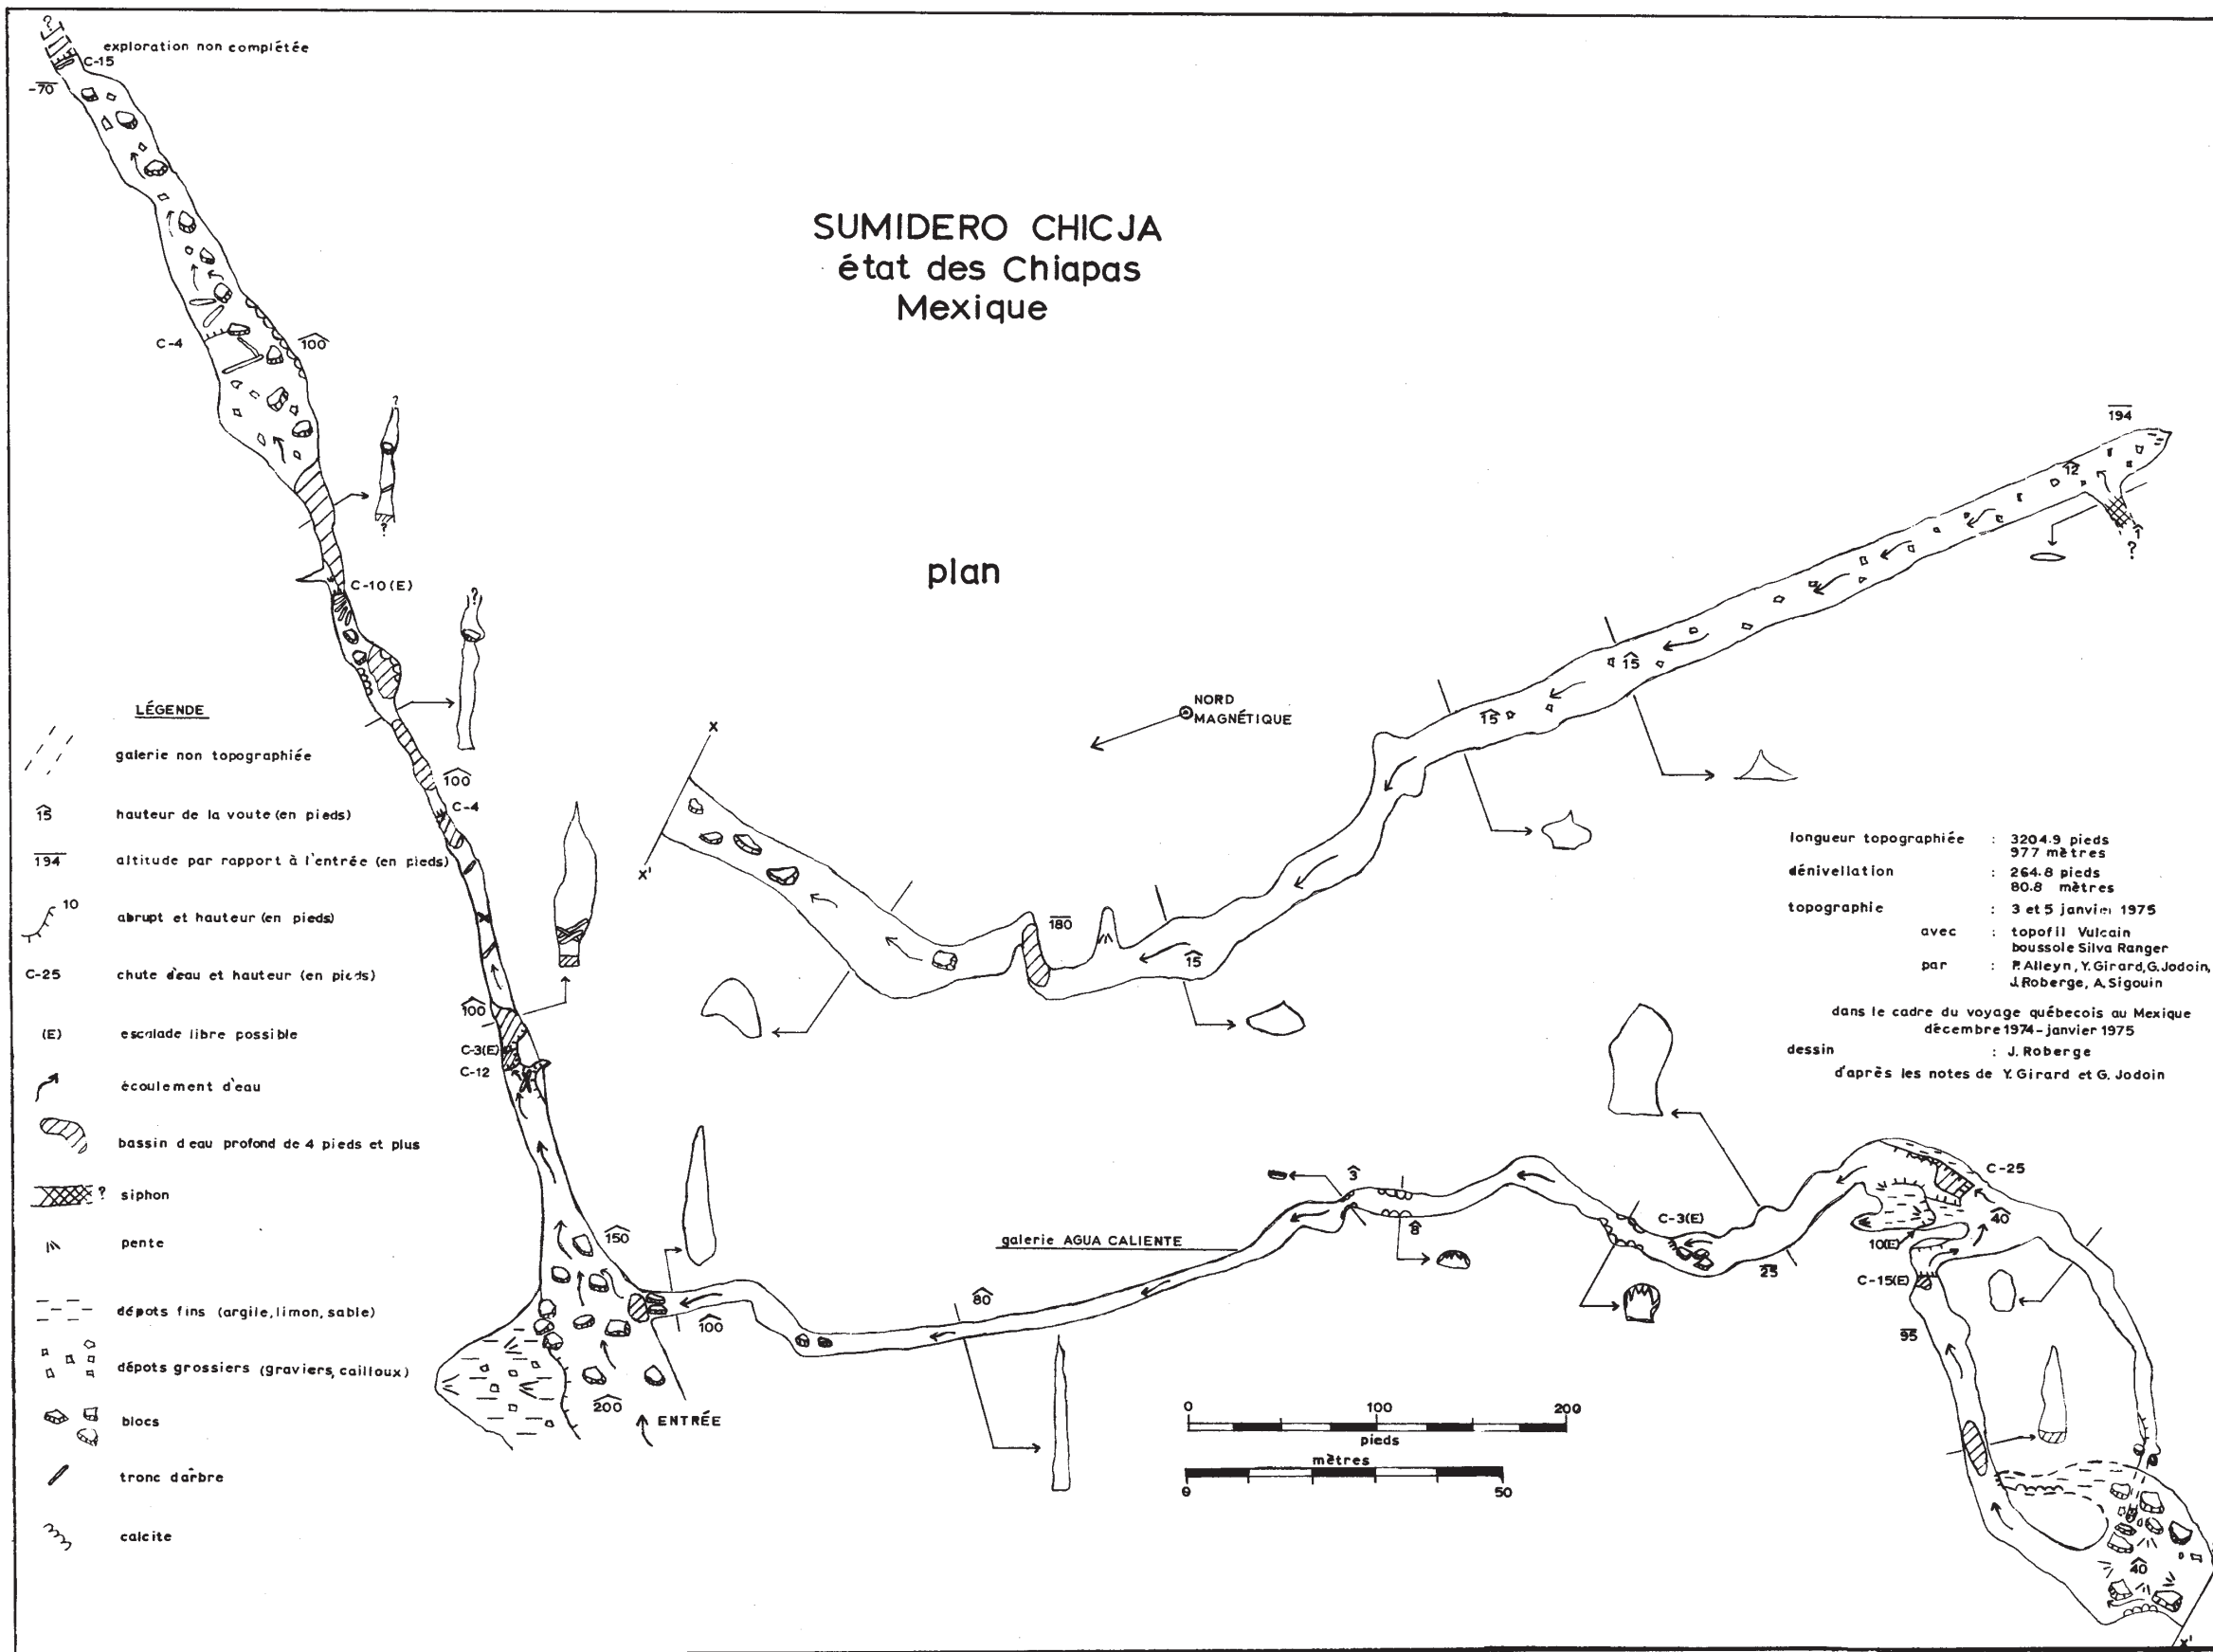 ?
exploration non complétée
C-15
-70
SUMIDERO CHICJA
état des Chiapas
Mexique
plan
C-4
100
?
?
C-10(E)
?
100
C-4
100
C-3(E)
C-12
150
200
ENTRÉE
100
80
galerie AGUA CALIENTE
3
8
C-3(E)
25
C-25
40
10(E)
C-15(E)
95
40
X'
X
X'
180
15
15
15
12
194
1
?
NORD
MAGNÉTIQUE
LÉGENDE
galerie non topographiée
15 hauteur de la voute (en pieds)
194 altitude par rapport à l'entrée (en pieds)
10 abrupt et hauteur (en pieds)
C-25 chute d'eau et hauteur (en pieds)
(E) escalade libre possible
écoulement d'eau
bassin d eau profond de 4 pieds et plus
? siphon
pente
dépots fins (argile, limon, sable)
dépots grossiers (graviers, cailloux)
blocs
tronc d'arbre
calcite
longueur topographiée : 3204.9 pieds
977 mètres
dénivellation : 264.8 pieds
80.8 mètres
topographie : 3 et 5 janvier 1975
avec : topofil Vulcain
boussole Silva Ranger
par : P. Alleyn, Y. Girard, G. Jodoin,
J. Roberge, A. Sigouin
dans le cadre du voyage québecois au Mexique
décembre 1974-janvier 1975
dessin : J. Roberge
d'après les notes de Y. Girard et G. Jodoin
0 100 200
pieds
mètres
0 50